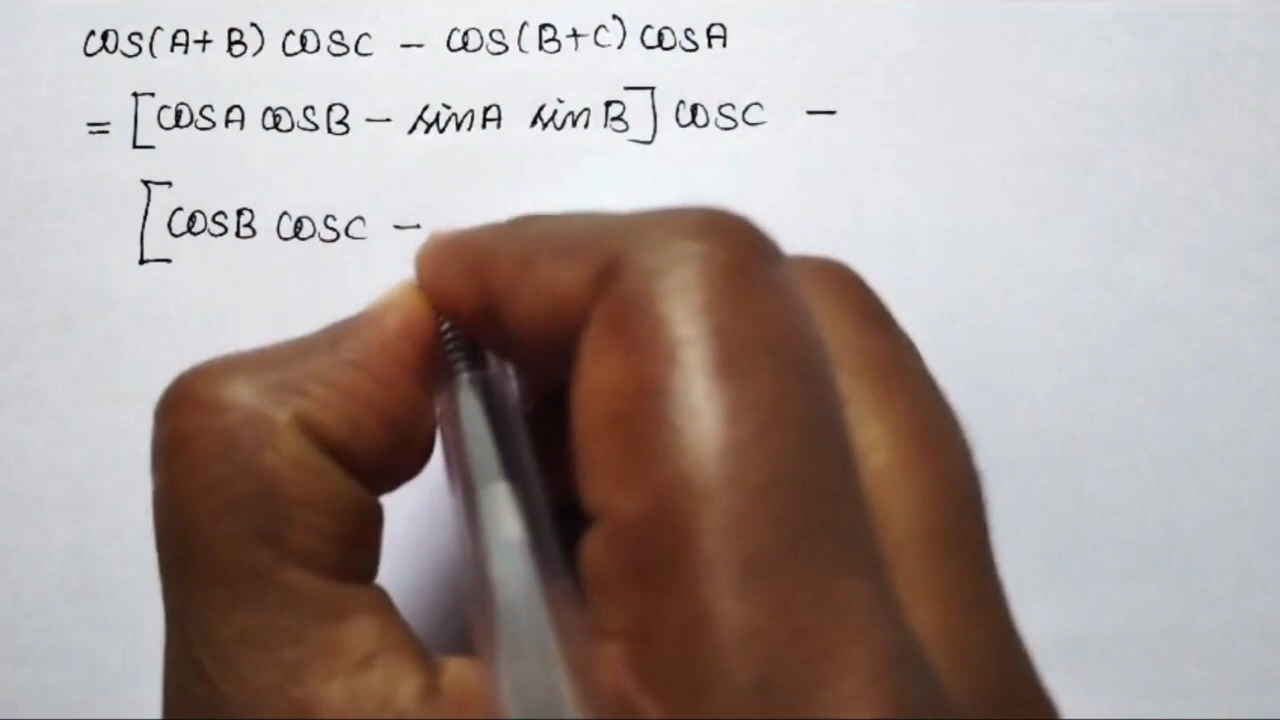 cos(A+B) cosC - cos(B+C) cosA
= [cosA cosB - sinA sinB] cosC -
[cosB cosC -